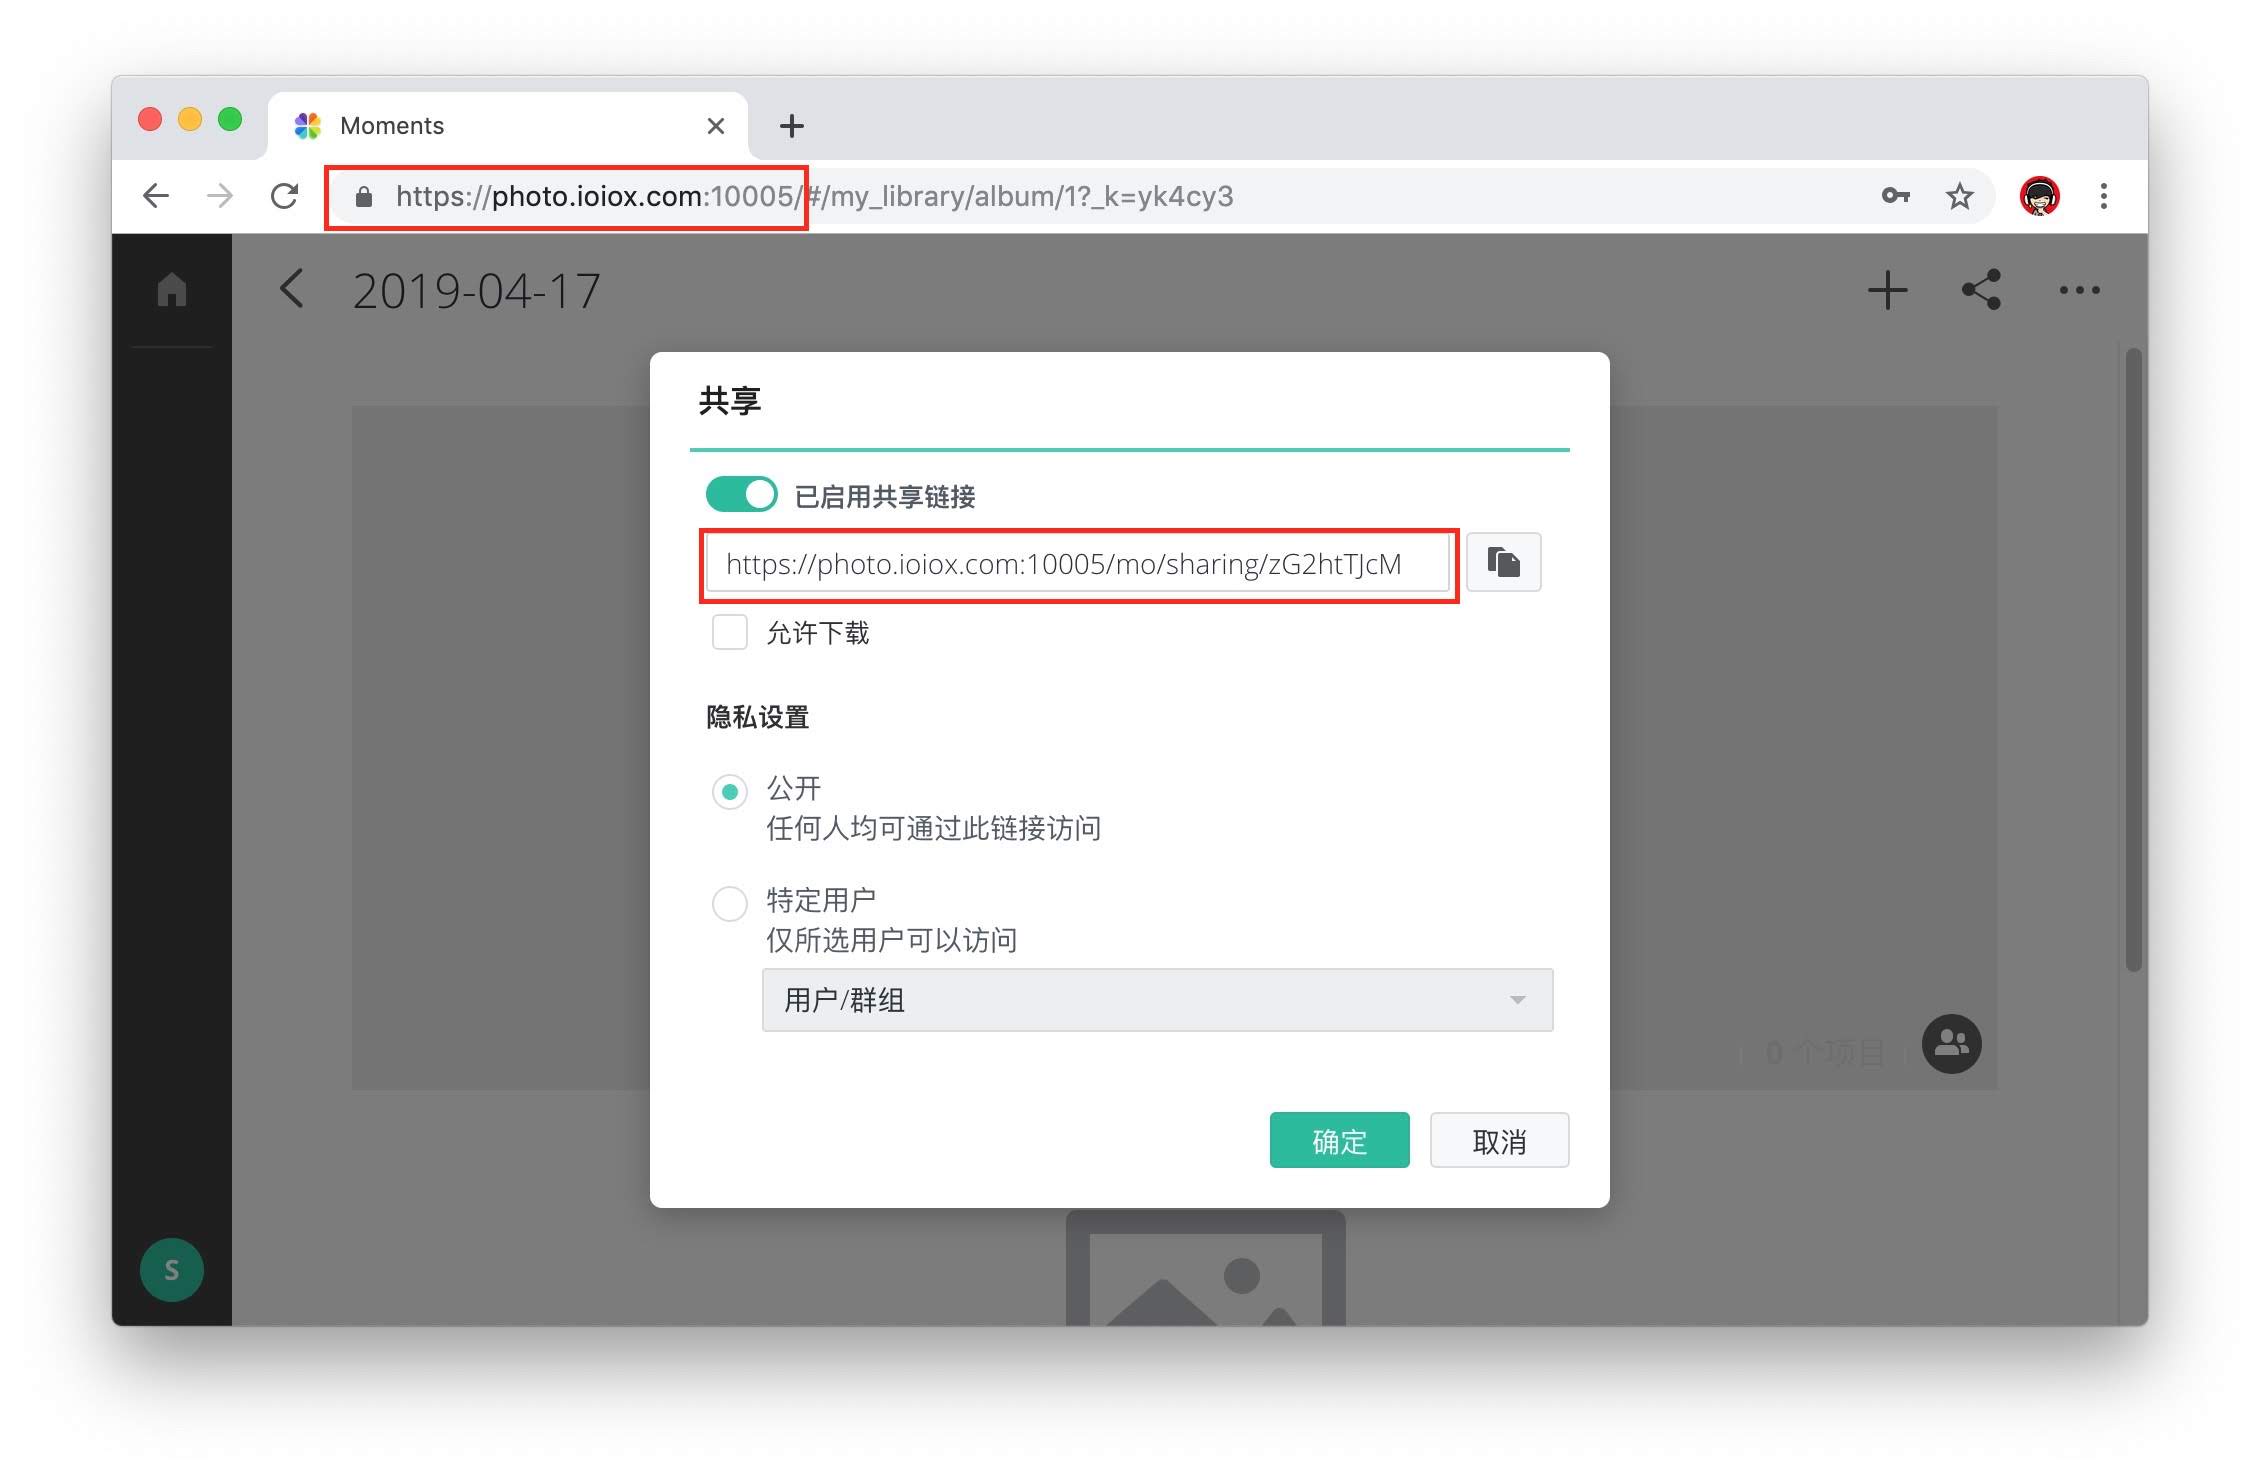 Moments
https://photo.ioiox.com:10005/#/my_library/album/1?_k=yk4cy3
2019-04-17
共享
已启用共享链接
https://photo.ioiox.com:10005/mo/sharing/zG2htTJcM
允许下载
隐私设置
公开
任何人均可通过此链接访问
特定用户
仅所选用户可以访问
用户/群组
0 个项目
确定
取消
S